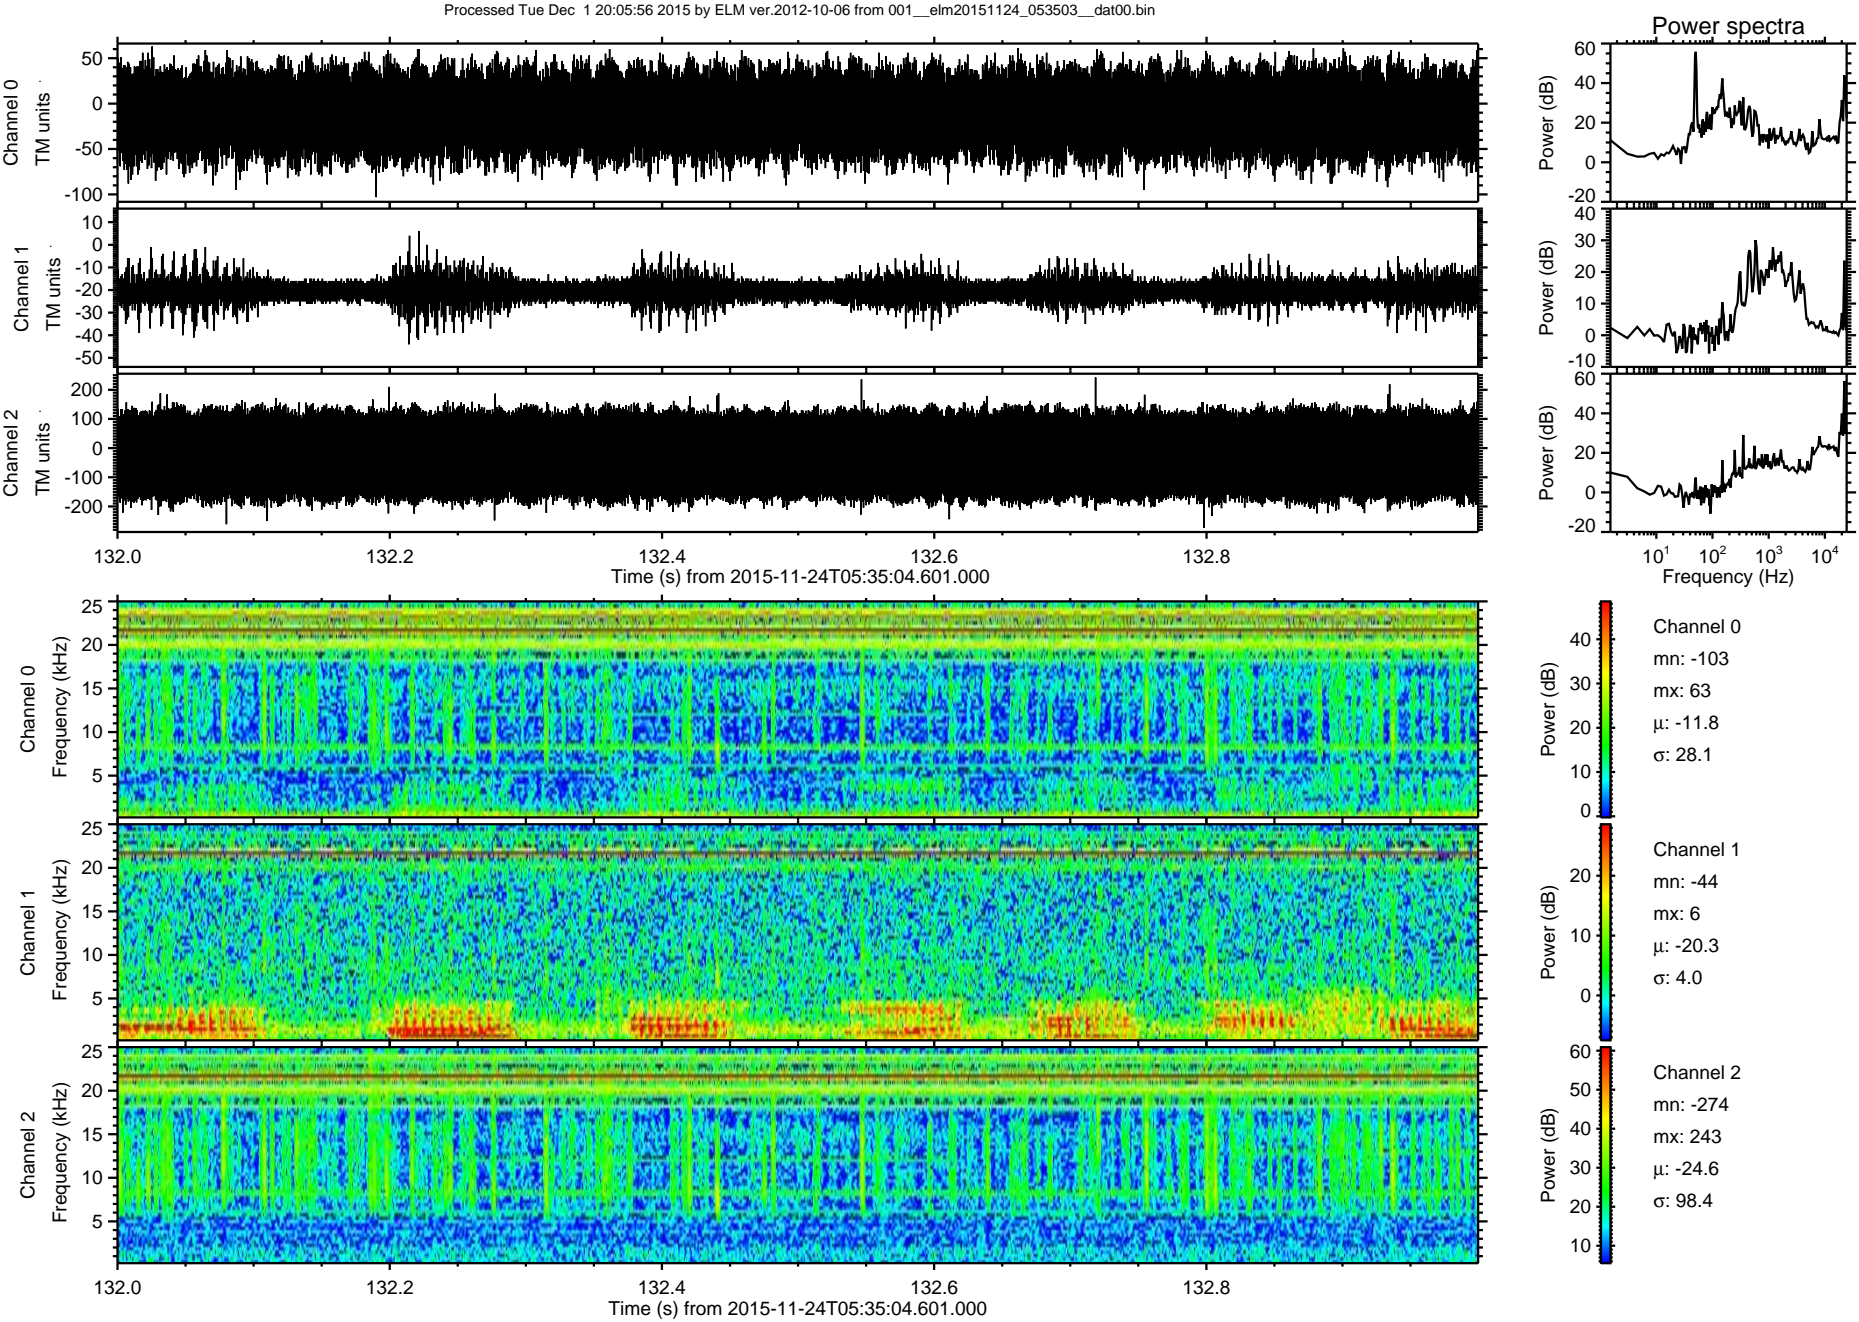 Processed Tue Dec  1 20:05:56 2015 by ELM ver.2012-10-06 from 001__elm20151124_053503__dat00.bin
Power spectra
Channel 0
TM units
50
0
-50
-100
Power (dB)
60
40
20
0
-20
Channel 1
TM units
10
0
-10
-20
-30
-40
-50
Power (dB)
40
30
20
10
0
-10
Channel 2
TM units
200
100
0
-100
-200
Power (dB)
60
40
20
0
-20
132.0 132.2 132.4 132.6 132.8
Time (s) from 2015-11-24T05:35:04.601.000
10^1 10^2 10^3 10^4
Frequency (Hz)
Channel 0
Frequency (kHz)
25
20
15
10
5
Power (dB)
40
30
20
10
0
Channel 0
mn: -103
mx: 63
μ: -11.8
σ: 28.1
Channel 1
Frequency (kHz)
25
20
15
10
5
Power (dB)
20
10
0
Channel 1
mn: -44
mx: 6
μ: -20.3
σ: 4.0
Channel 2
Frequency (kHz)
25
20
15
10
5
Power (dB)
60
50
40
30
20
10
Channel 2
mn: -274
mx: 243
μ: -24.6
σ: 98.4
132.0 132.2 132.4 132.6 132.8
Time (s) from 2015-11-24T05:35:04.601.000